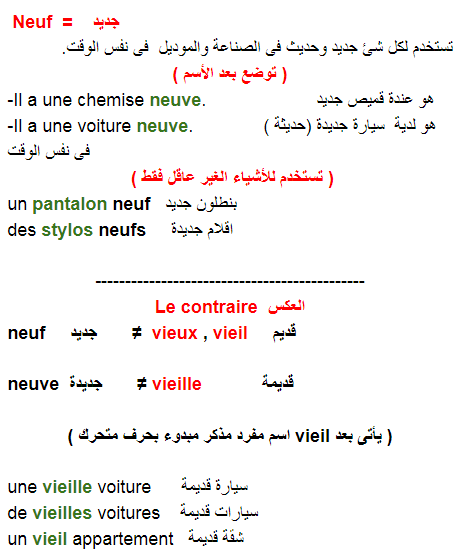 Neuf = جديد
تستخدم لكل شئ جديد وحديث فى الصناعة والموديل فى نفس الوقت.
( توضع بعد الأسم )
-Il a une chemise neuve. هو عندة قميص جديد
-Il a une voiture neuve. هو لدية سيارة جديدة (حديثة )
فى نفس الوقت
( تستخدم للأشياء الغير عاقل فقط )
un pantalon neuf بنطلون جديد
des stylos neufs اقلام جديدة
---------------------------------------------
Le contraire العكس
neuf جديد ≠ vieux , vieil قديم
neuve جديدة ≠ vieille قديمة
( يأتى بعد vieil اسم مفرد مذكر مبدوء بحرف متحرك )
une vieille voiture سيارة قديمة
de vieilles voitures سيارات قديمة
un vieil appartement شقة قديمة